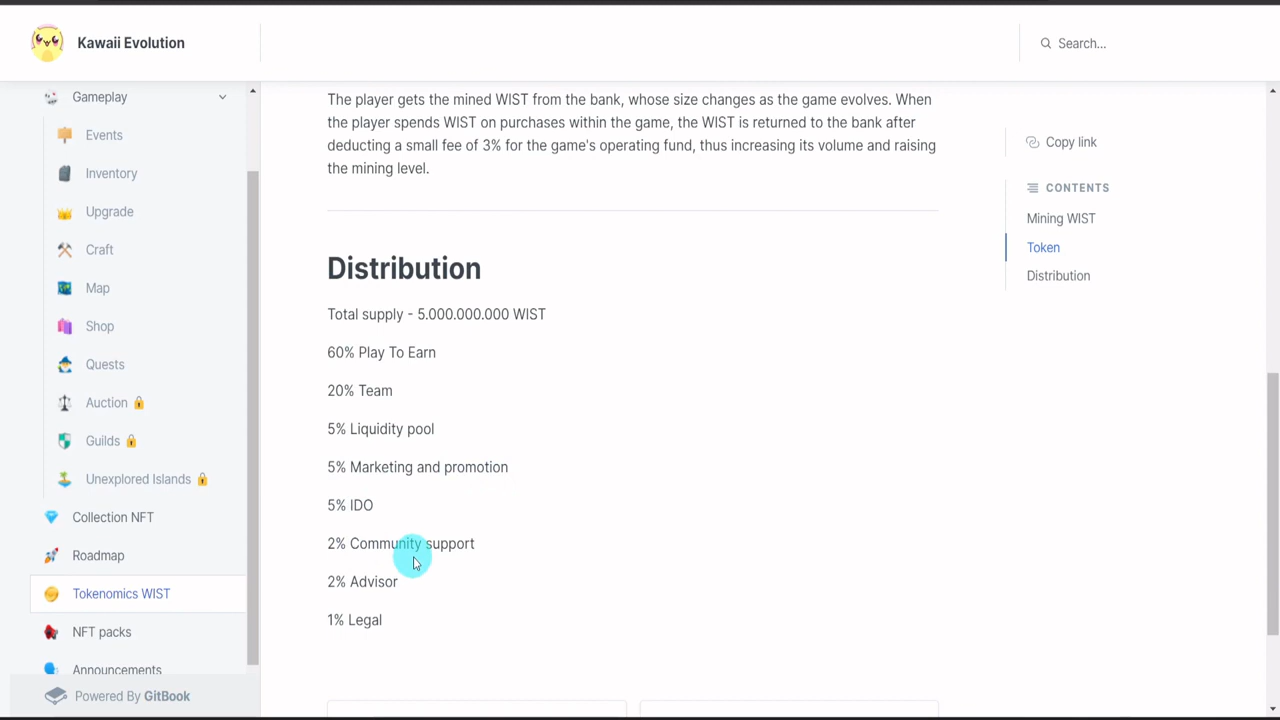 Kawaii Evolution
Search...
Gameplay
Events
Inventory
Upgrade
Craft
Map
Shop
Quests
Auction
Guilds
Unexplored Islands
Collection NFT
Roadmap
Tokenomics WIST
NFT packs
Announcements
Powered By GitBook
The player gets the mined WIST from the bank, whose size changes as the game evolves. When
the player spends WIST on purchases within the game, the WIST is returned to the bank after
deducting a small fee of 3% for the game's operating fund, thus increasing its volume and raising
the mining level.
Distribution
Total supply - 5.000.000.000 WIST
60% Play To Earn
20% Team
5% Liquidity pool
5% Marketing and promotion
5% IDO
2% Community support
2% Advisor
1% Legal
Copy link
CONTENTS
Mining WIST
Token
Distribution